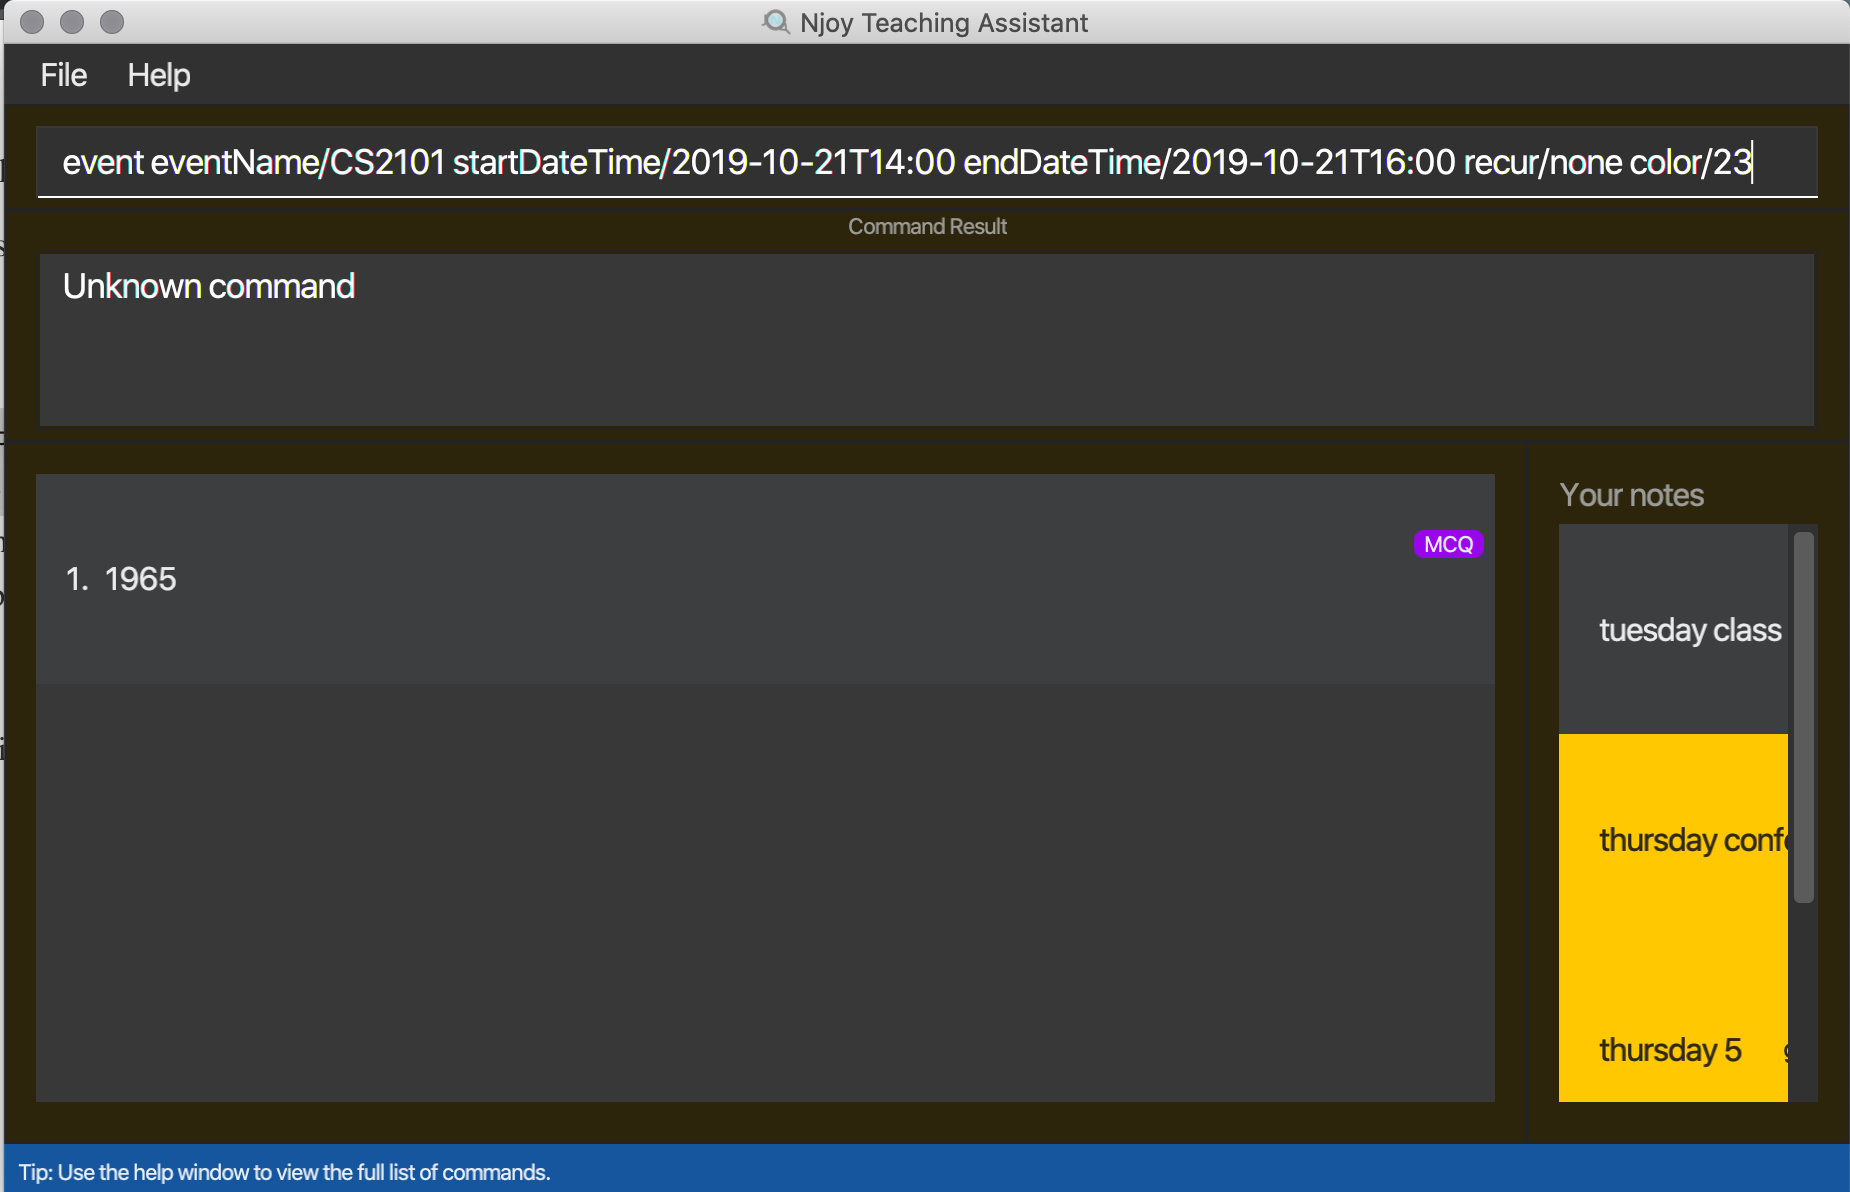 Njoy Teaching Assistant
File Help
event eventName/CS2101 startDateTime/2019-10-21T14:00 endDateTime/2019-10-21T16:00 recur/none color/23
Command Result
Unknown command
MCQ
1. 1965
Your notes
tuesday class
thursday
thursday 5
Tip: Use the help window to view the full list of commands.